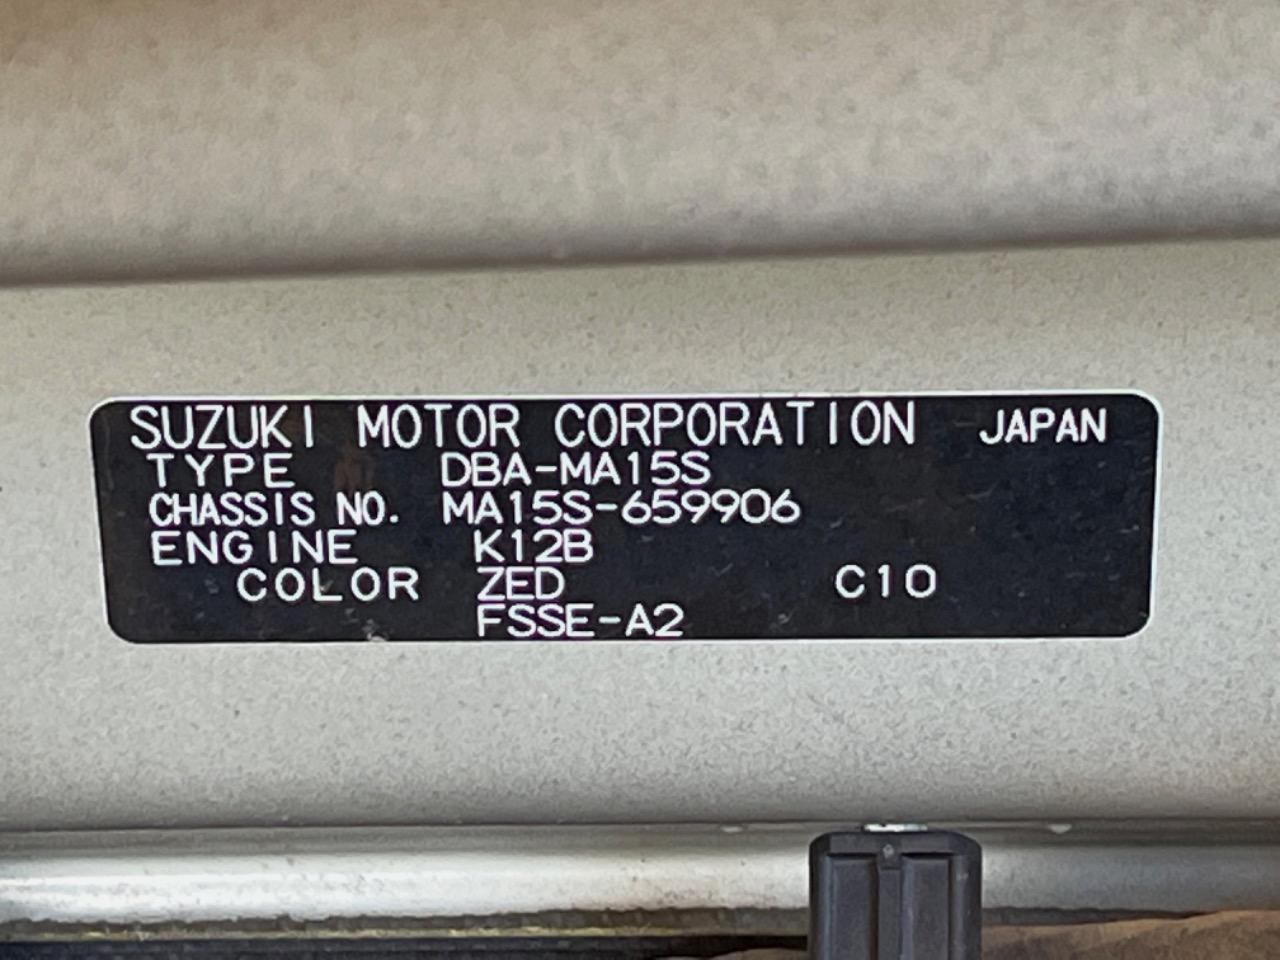 SUZUKI MOTOR CORPORATION JAPAN
TYPE DBA-MA15S
CHASSIS NO. MA15S-659906
ENGINE K12B
COLOR ZED C10
FSSE-A2